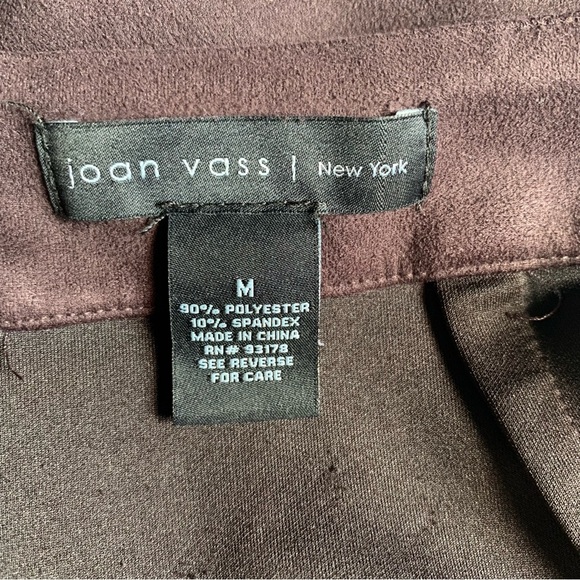 joan vass | New York
M
90% POLYESTER
10% SPANDEX
MADE IN CHINA
RN# 93178
SEE REVERSE
FOR CARE